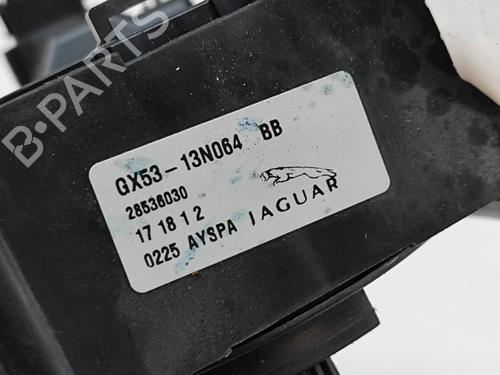 B-PARTS
GX53-13N064 BB
28536030
17 18 1 2
0225 AYSPA JAGUAR